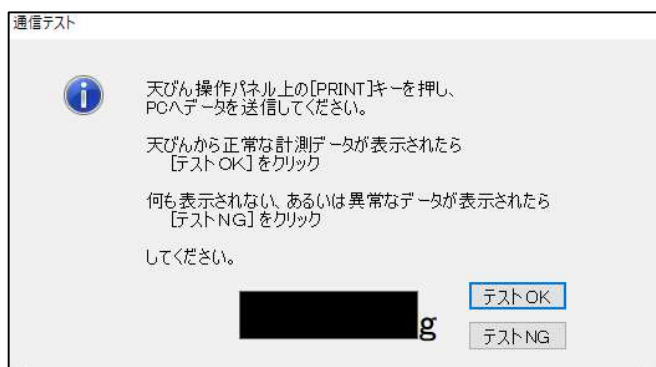 通信テスト
天びん操作パネル上の[PRINT]キーを押し、
PCへデータを送信してください。
天びんから正常な計測データが表示されたら
[テストOK]をクリック
何も表示されない、あるいは異常なデータが表示されたら
[テストNG]をクリック
してください。
g
テストOK
テストNG